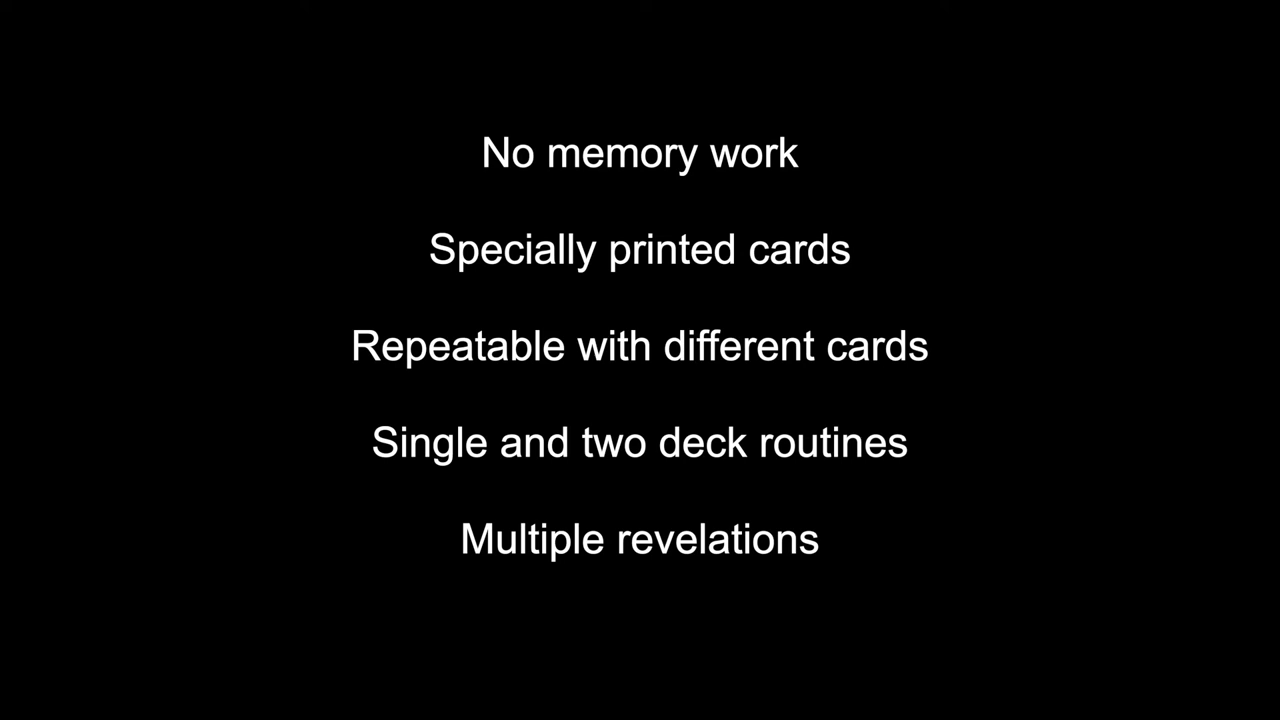 No memory work
Specially printed cards
Repeatable with different cards
Single and two deck routines
Multiple revelations